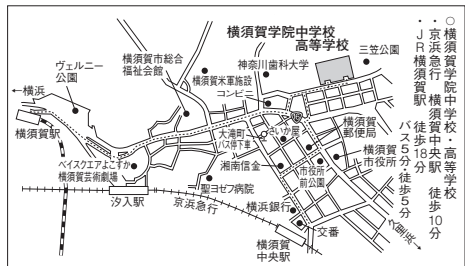 ○横須賀学院中学校・高等学校
・京浜急行 横須賀中央駅 徒歩10分
・JR横須賀駅 徒歩18分
バス5分・徒歩5分
横須賀学院中学校
高等学校
三笠公園
横須賀市総合
福祉会館
神奈川歯科大学
ヴェルニー
公園
横須賀米軍施設
コンビニ
←横浜
横須賀駅
大滝町
バス停下車
さいか屋
16
横須賀
郵便局
横須賀
市役所
ベイスクエアよこすか
横須賀芸術劇場
湘南信金
市役所
前公園
聖ヨゼフ病院
汐入駅
京浜急行
横浜銀行
久里浜→
交番
横須賀
中央駅